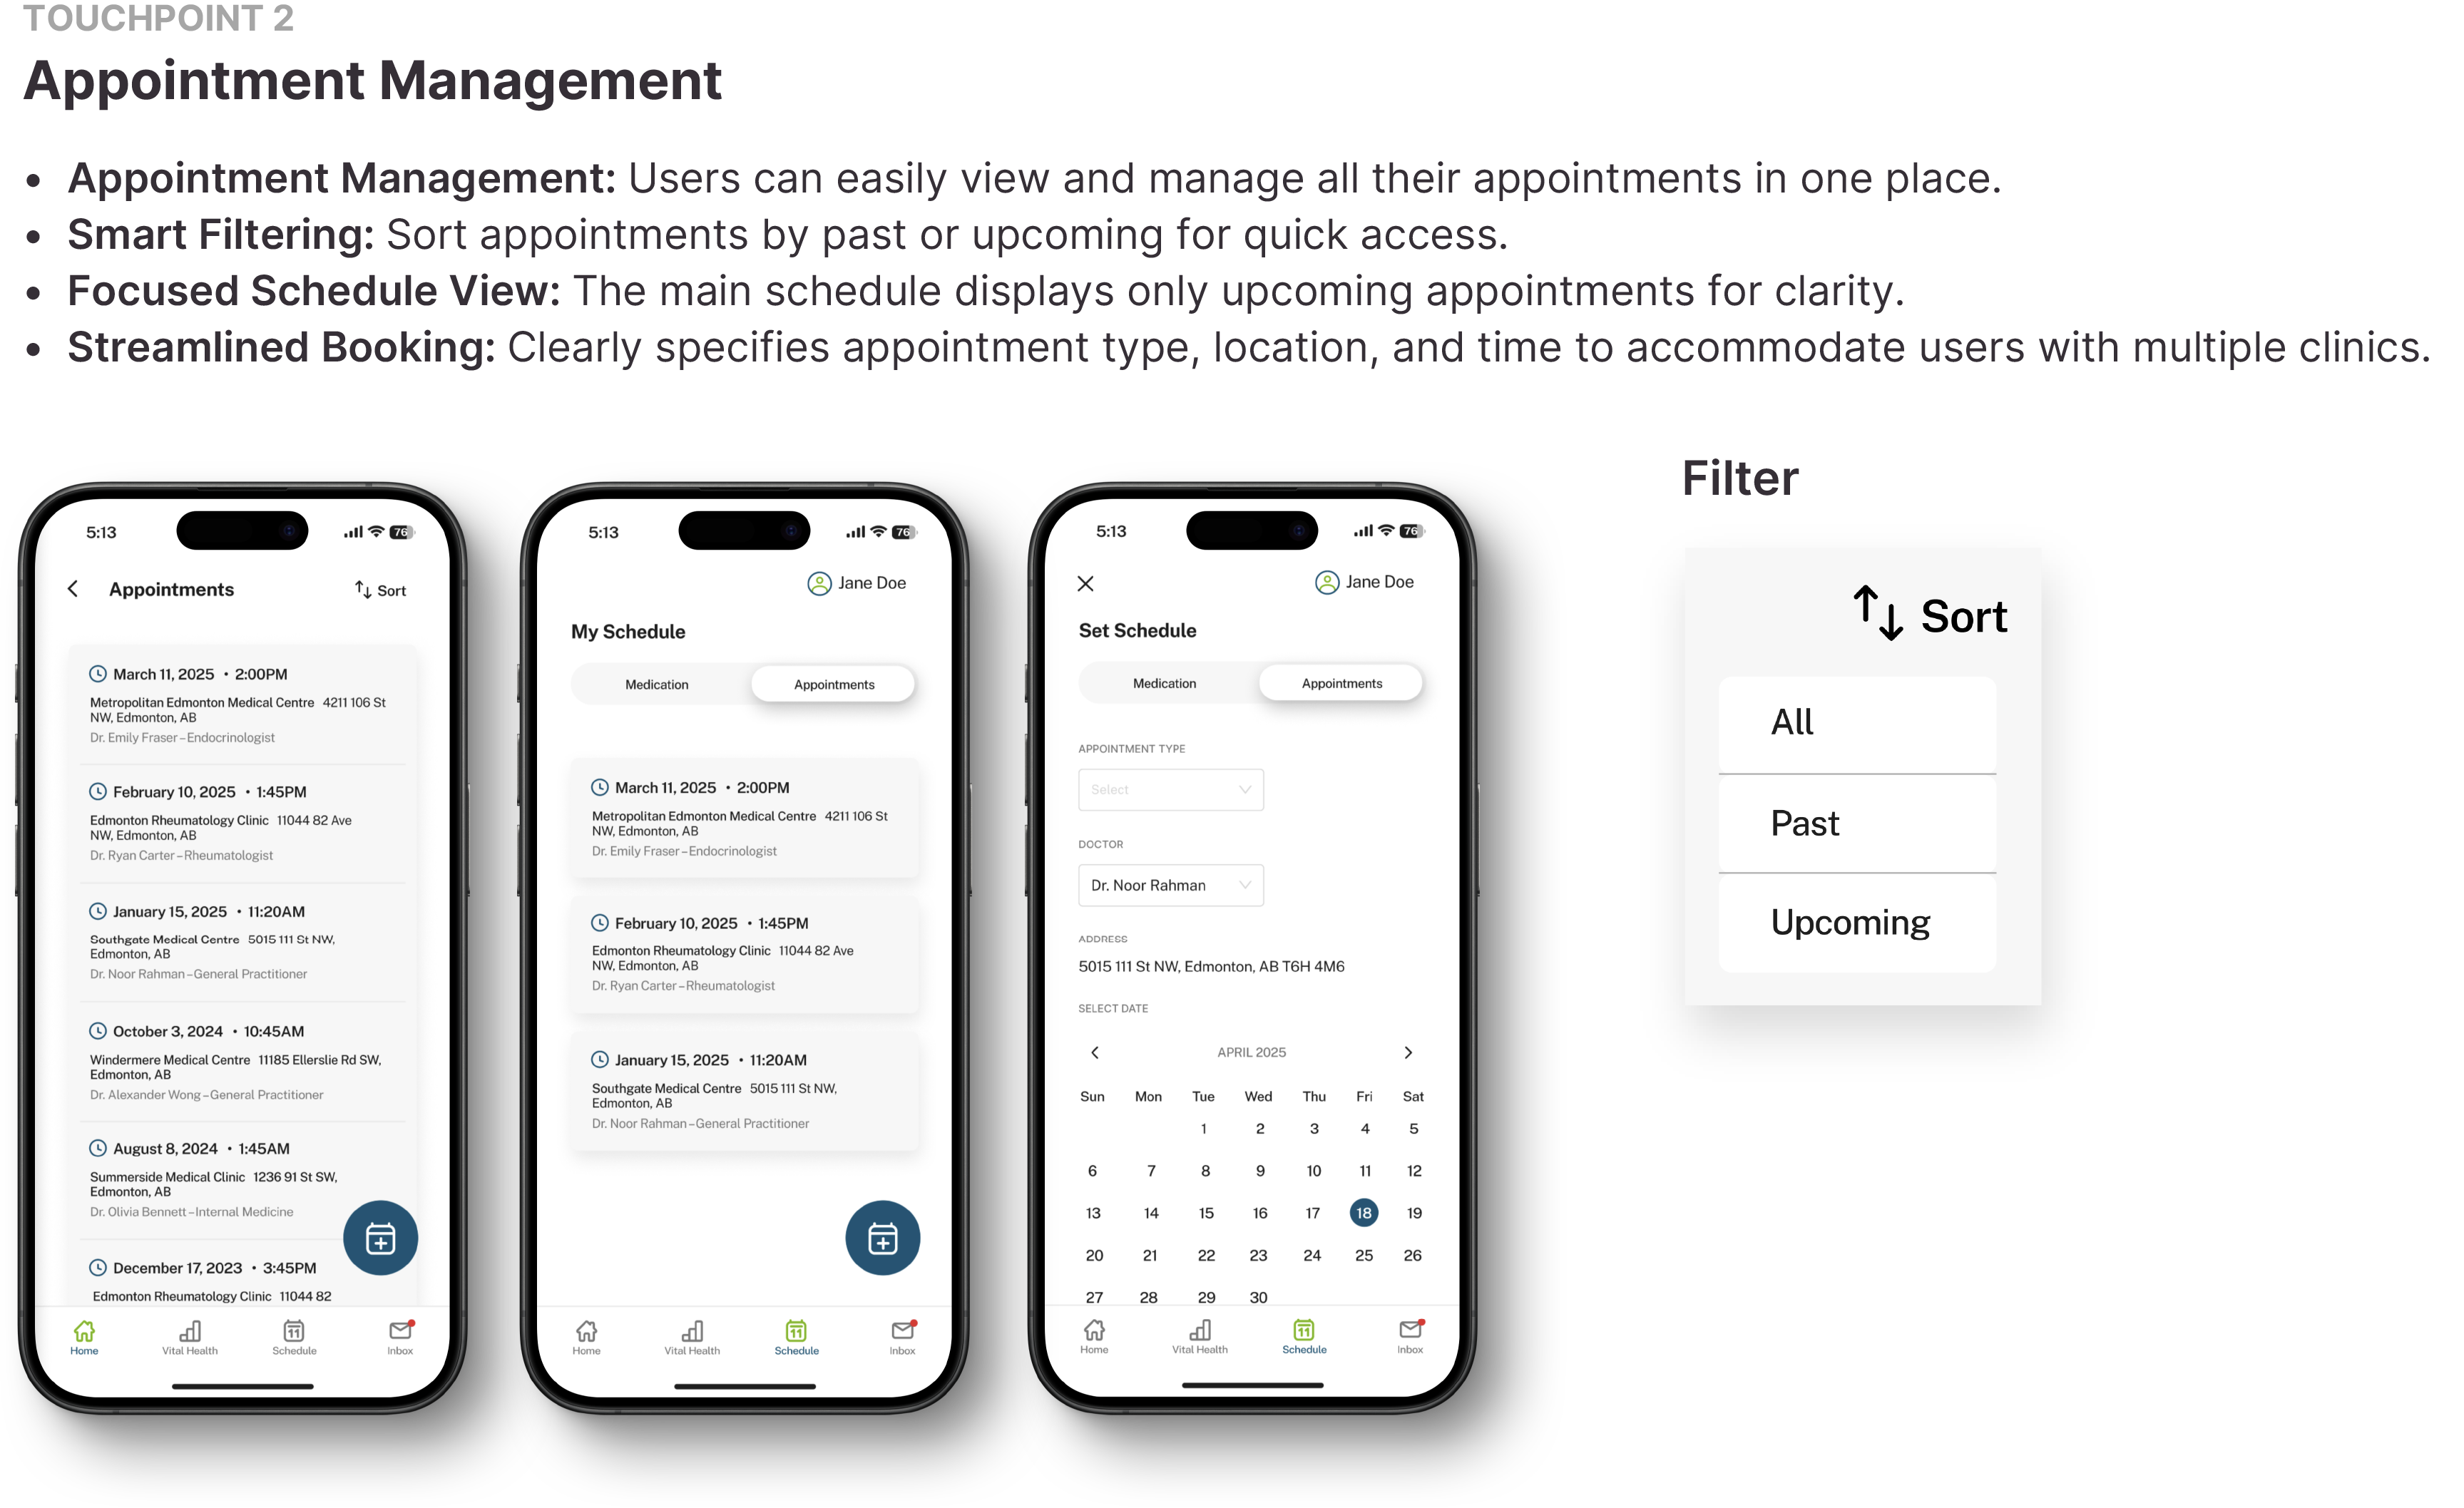 TOUCHPOINT 2
Appointment Management
• Appointment Management: Users can easily view and manage all their appointments in one place.
• Smart Filtering: Sort appointments by past or upcoming for quick access.
• Focused Schedule View: The main schedule displays only upcoming appointments for clarity.
• Streamlined Booking: Clearly specifies appointment type, location, and time to accommodate users with multiple clinics.
5:13
76
Appointments
Sort
March 11, 2025 • 2:00PM
Metropolitan Edmonton Medical Centre 4211 106 St
NW, Edmonton, AB
Dr. Emily Fraser – Endocrinologist
February 10, 2025 • 1:45PM
Edmonton Rheumatology Clinic 11044 82 Ave
NW, Edmonton, AB
Dr. Ryan Carter – Rheumatologist
January 15, 2025 • 11:20AM
Southgate Medical Centre 5015 111 St NW,
Edmonton, AB
Dr. Noor Rahman – General Practitioner
October 3, 2024 • 10:45AM
Windermere Medical Centre 11185 Ellerslie Rd SW,
Edmonton, AB
Dr. Alexander Wong – General Practitioner
August 8, 2024 • 1:45AM
Summerside Medical Clinic 1236 91 St SW,
Edmonton, AB
Dr. Olivia Bennett – Internal Medicine
December 17, 2023 • 3:45PM
Edmonton Rheumatology Clinic 11044 82
Home Vital Health 11 Schedule Inbox
5:13
76
Jane Doe
My Schedule
Medication Appointments
March 11, 2025 • 2:00PM
Metropolitan Edmonton Medical Centre 4211 106 St
NW, Edmonton, AB
Dr. Emily Fraser – Endocrinologist
February 10, 2025 • 1:45PM
Edmonton Rheumatology Clinic 11044 82 Ave
NW, Edmonton, AB
Dr. Ryan Carter – Rheumatologist
January 15, 2025 • 11:20AM
Southgate Medical Centre 5015 111 St NW,
Edmonton, AB
Dr. Noor Rahman – General Practitioner
Home Vital Health 11 Schedule Inbox
5:13
76
Jane Doe
Set Schedule
Medication Appointments
APPOINTMENT TYPE
Select
DOCTOR
Dr. Noor Rahman
ADDRESS
5015 111 St NW, Edmonton, AB T6H 4M6
SELECT DATE
APRIL 2025
Sun Mon Tue Wed Thu Fri Sat
1 2 3 4 5
6 7 8 9 10 11 12
13 14 15 16 17 18 19
20 21 22 23 24 25 26
27 28 29 30
Home Vital Health 11 Schedule Inbox
Filter
Sort
All
Past
Upcoming